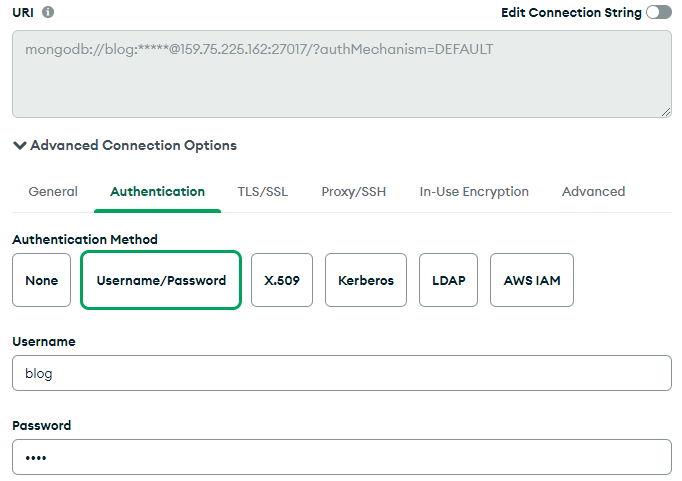 URI Edit Connection String
mongodb://blog:*****@159.75.225.162:27017/?authMechanism=DEFAULT
Advanced Connection Options
General Authentication TLS/SSL Proxy/SSH In-Use Encryption Advanced
Authentication Method
None Username/Password X.509 Kerberos LDAP AWS IAM
Username
blog
Password
••••